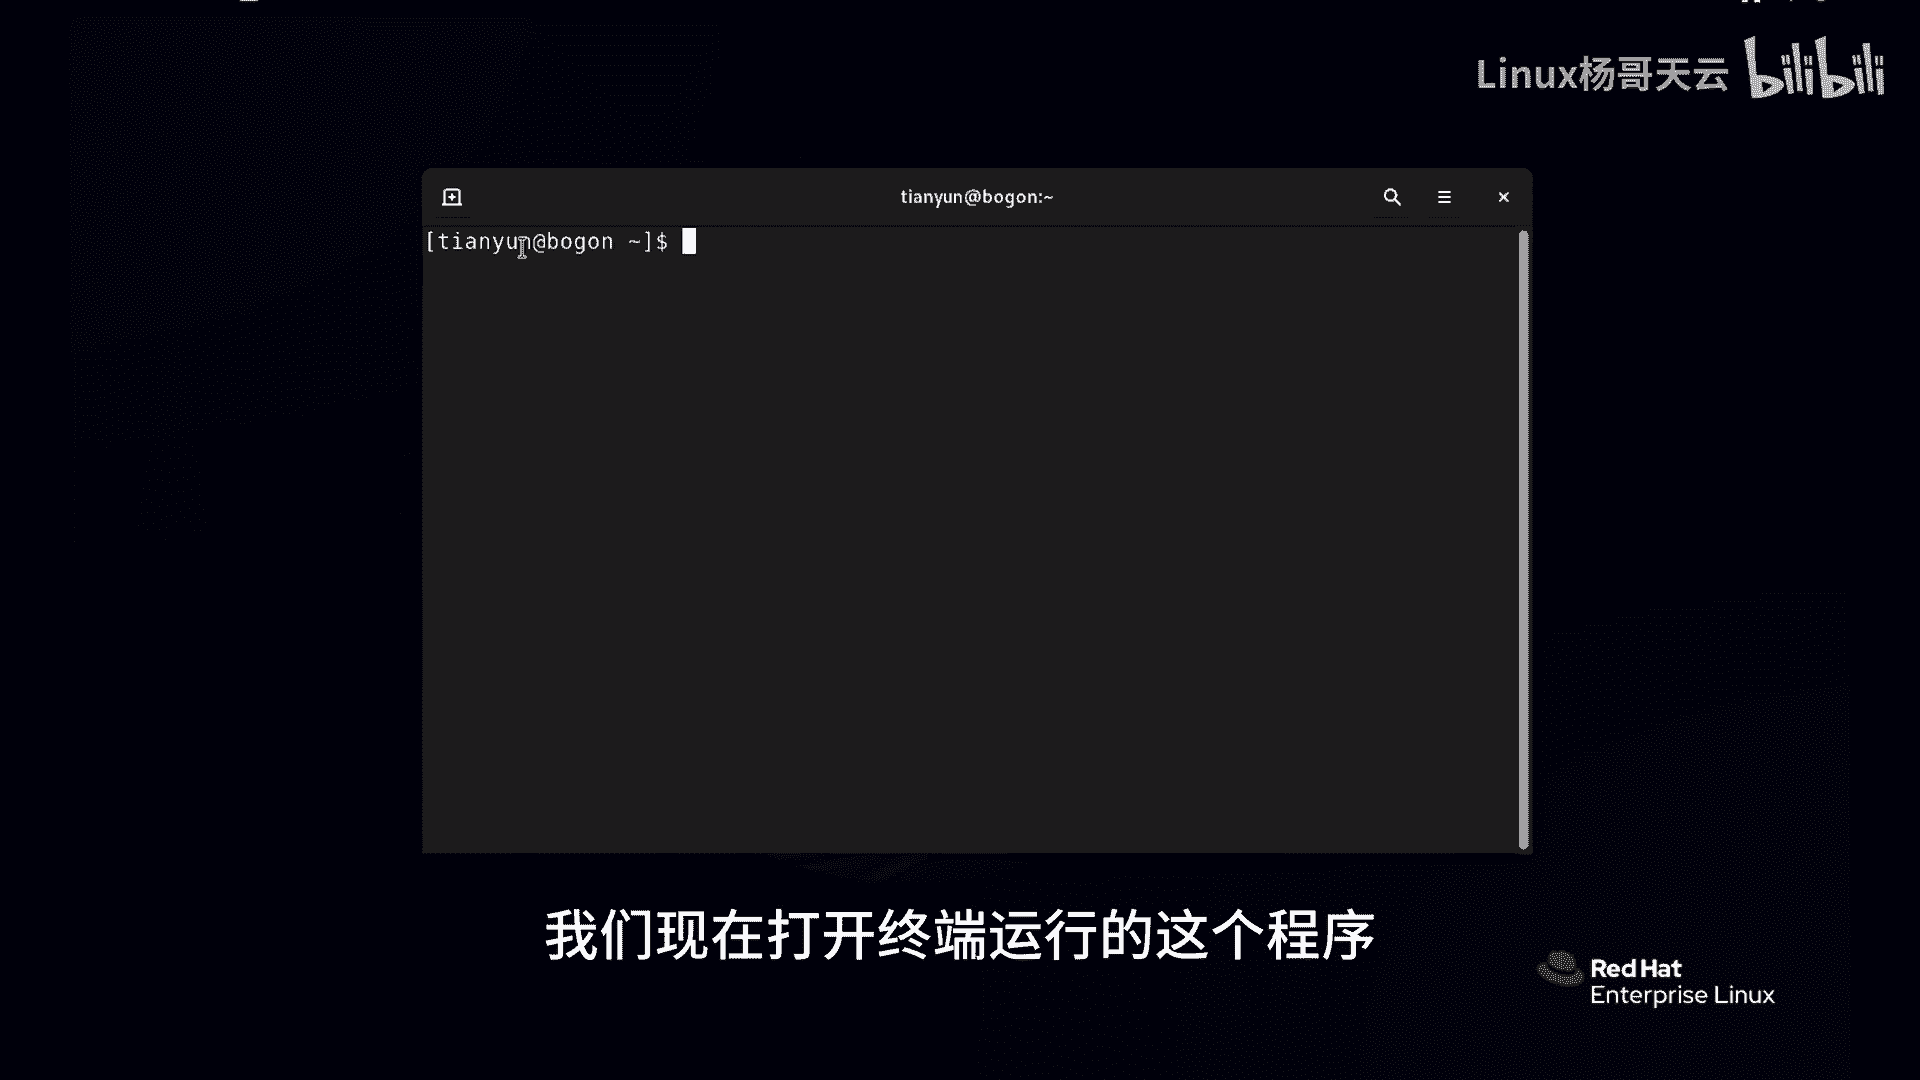 Linux杨哥天云 bilibili
tianyun@bogon:~
[tianyun@bogon ~]$
我们现在打开终端运行的这个程序
Red Hat
Enterprise Linux